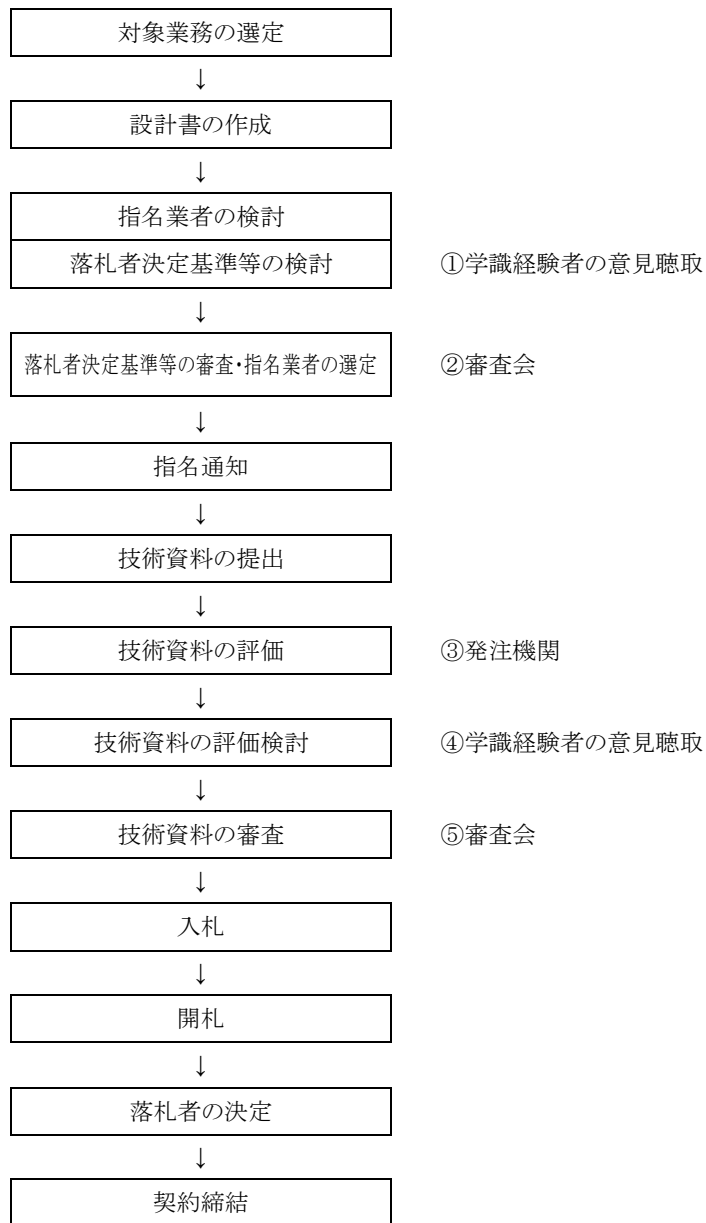 対象業務の選定
↓
設計書の作成
↓
指名業者の検討
落札者決定基準等の検討 ①学識経験者の意見聴取
↓
落札者決定基準等の審査・指名業者の選定 ②審査会
↓
指名通知
↓
技術資料の提出
↓
技術資料の評価 ③発注機関
↓
技術資料の評価検討 ④学識経験者の意見聴取
↓
技術資料の審査 ⑤審査会
↓
入札
↓
開札
↓
落札者の決定
↓
契約締結